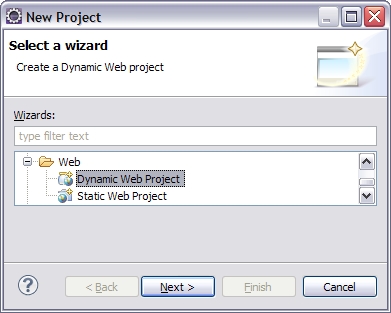 New Project
Select a wizard
Create a Dynamic Web project
Wizards:
type filter text
Web
Dynamic Web Project
Static Web Project
?
< Back
Next >
Finish
Cancel